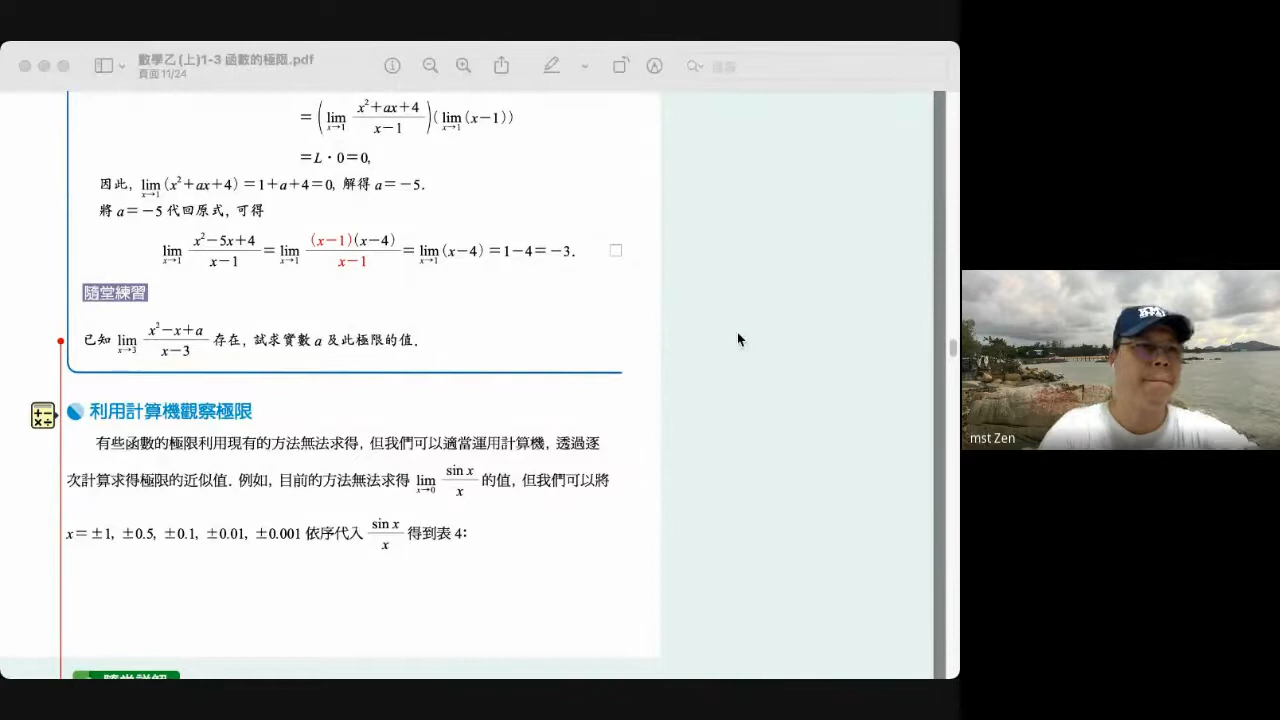 數學乙(上)1-3 函數的極限.pdf
頁面 11/24
搜尋
= ( lim x→1 (x²+ax+4)/(x−1) ) ( lim x→1 (x−1) )
=L·0=0,
因此, lim x→1 (x²+ax+4)=1+a+4=0, 解得 a=−5.
將 a=−5 代回原式, 可得
lim x→1 (x²−5x+4)/(x−1) = lim x→1 (x−1)(x−4)/(x−1) = lim x→1 (x−4)=1−4=−3. □
隨堂練習
已知 lim x→3 (x²−x+a)/(x−3) 存在, 試求實數 a 及此極限的值.
利用計算機觀察極限
有些函數的極限利用現有的方法無法求得, 但我們可以適當運用計算機, 透過逐
次計算求得極限的近似值. 例如, 目前的方法無法求得 lim x→0 sin x/x 的值, 但我們可以將
x=±1, ±0.5, ±0.1, ±0.01, ±0.001 依序代入 sin x/x 得到表 4:
隨堂詳解
mst Zen